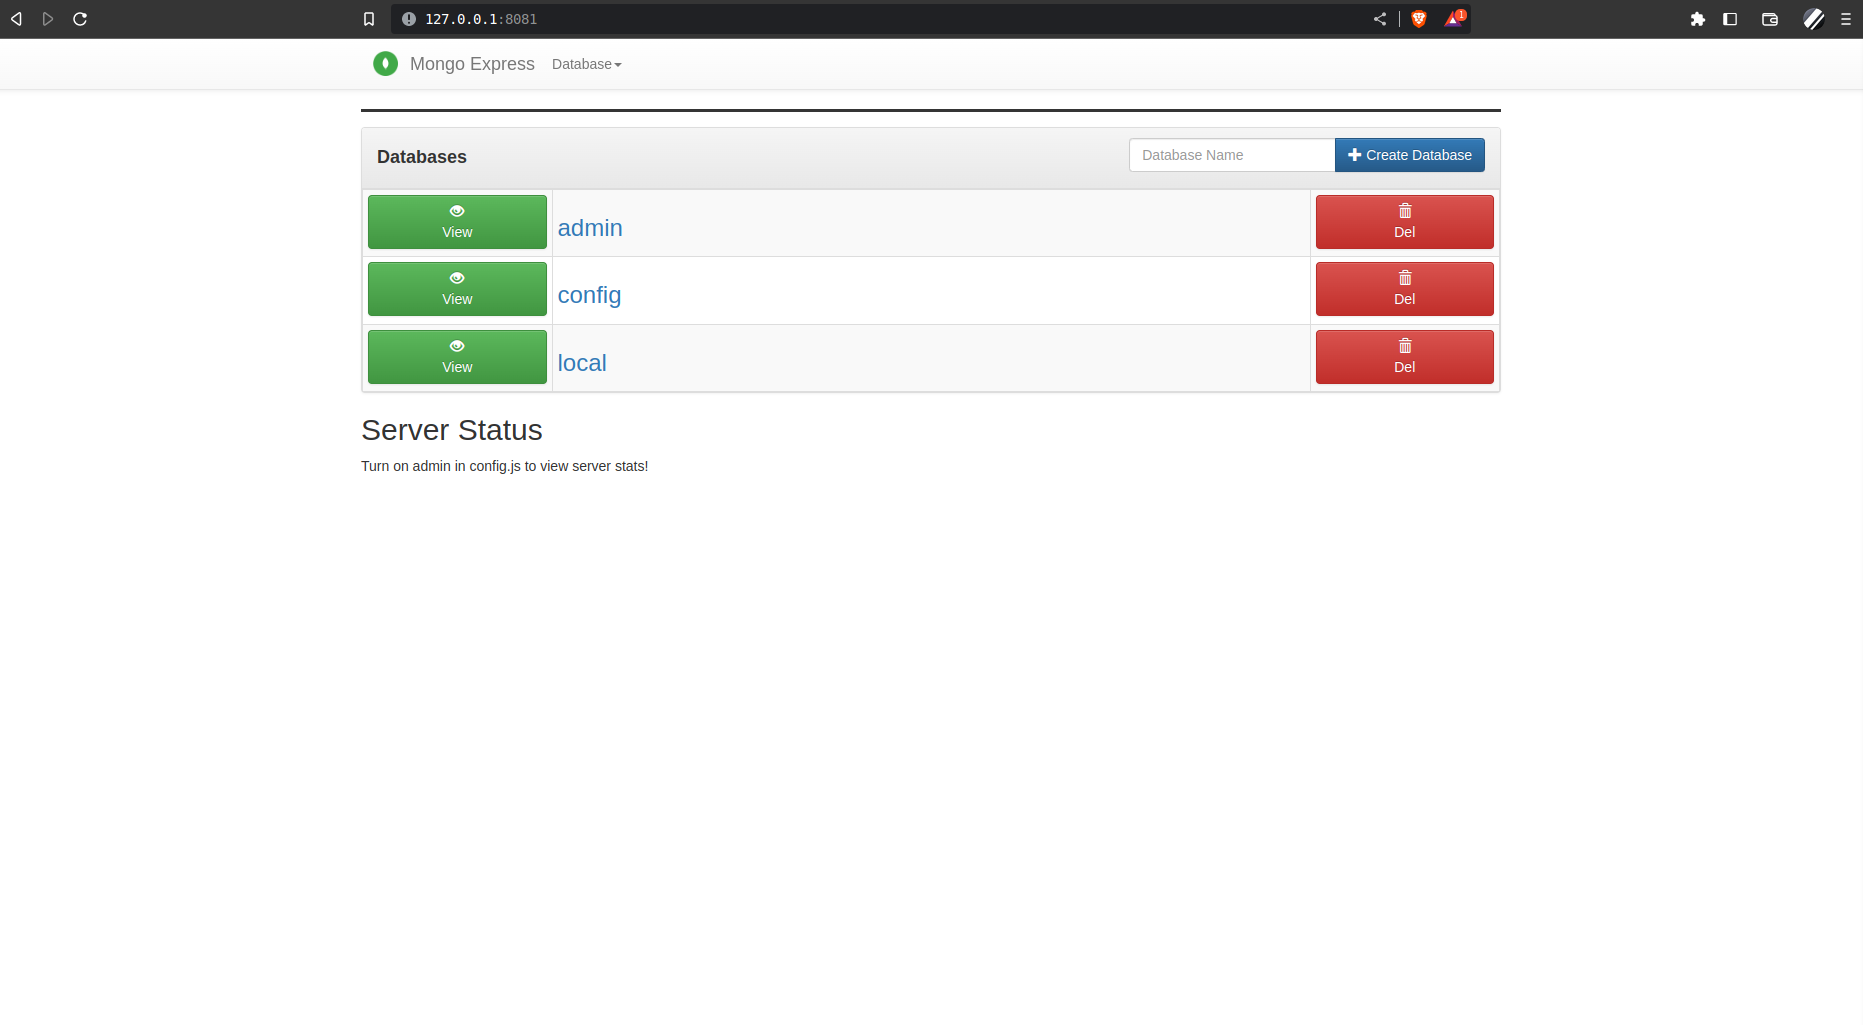 127.0.0.1:8081
1
Mongo Express Database
Databases
Database Name Create Database
View admin Del
View config Del
View local Del
Server Status
Turn on admin in config.js to view server stats!